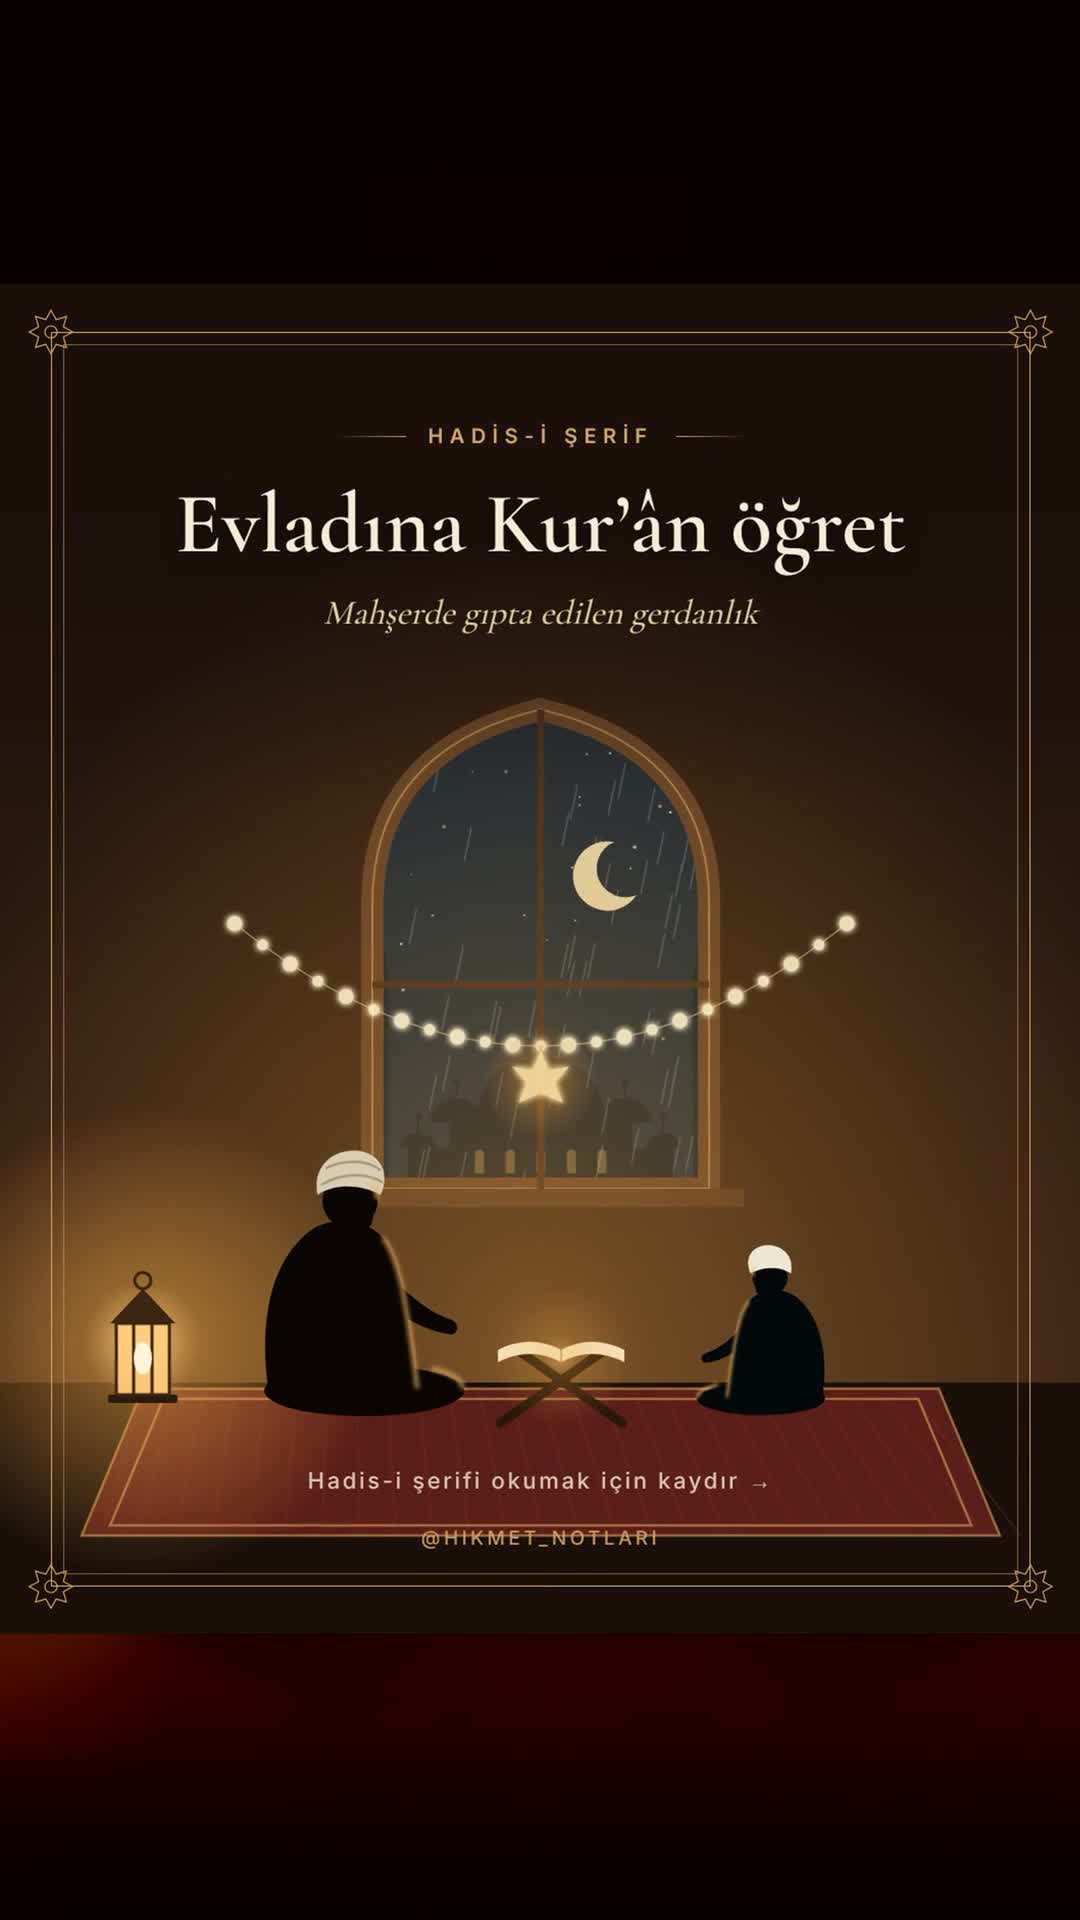 HADİS-İ ŞERİF
Evladına Kur’ân öğret
Mahşerde gıpta edilen gerdanlık
Hadis-i şerifi okumak için kaydır →
@HIKMET_NOTLARI